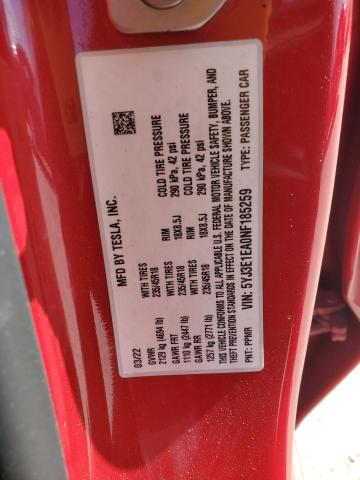 MFD BY TESLA, INC.
03/22
GVWR
2129 kg (4694 lb)
GAWR FRT WITH TIRES RIM COLD TIRE PRESSURE
1110 kg (2447 lb) 235/45R18 18X8.5J 290 kPa, 42 psi
GAWR RR WITH TIRES RIM COLD TIRE PRESSURE
1257 kg (2771 lb) 235/45R18 18X8.5J 290 kPa, 42 psi
THIS VEHICLE CONFORMS TO ALL APPLICABLE U.S. FEDERAL MOTOR VEHICLE SAFETY, BUMPER, AND
THEFT PREVENTION STANDARDS IN EFFECT ON THE DATE OF MANUFACTURE SHOWN ABOVE.
PNT: PPMR VIN: 5YJ3E1EA0NF185259 TYPE: PASSENGER CAR